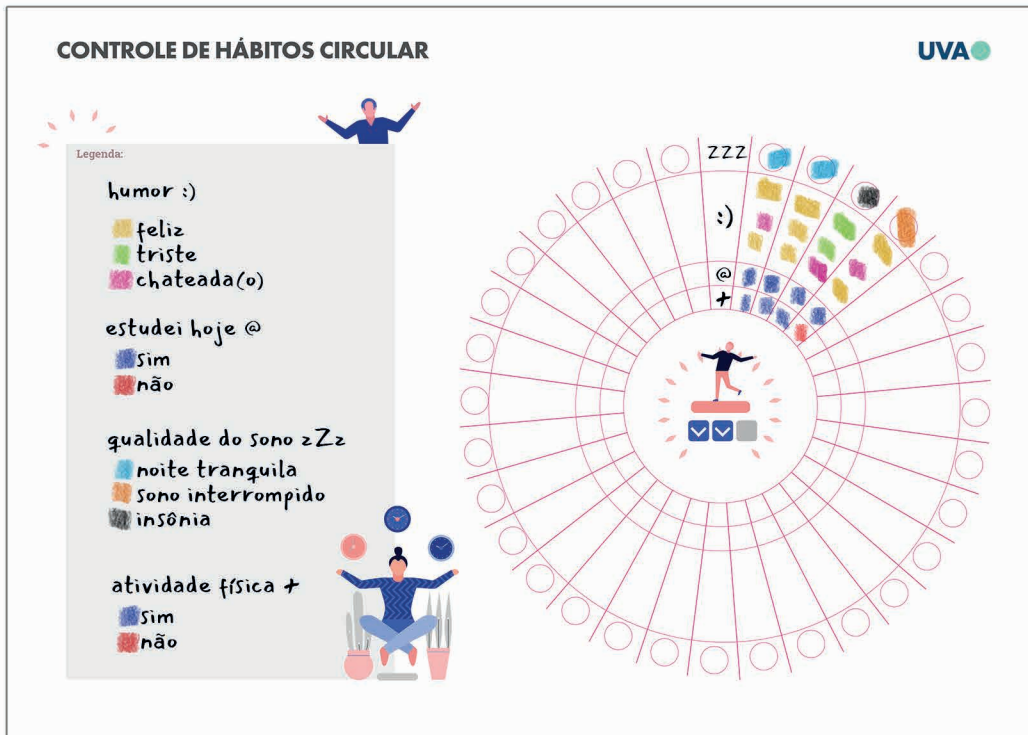 CONTROLE DE HÁBITOS CIRCULAR
UVA
Legenda:
humor :)
feliz
triste
chateada(o)
estudei hoje @
sim
não
qualidade do sono zZz
noite tranquila
sono interrompido
insônia
atividade física +
sim
não
ZZZ
:)
@
+